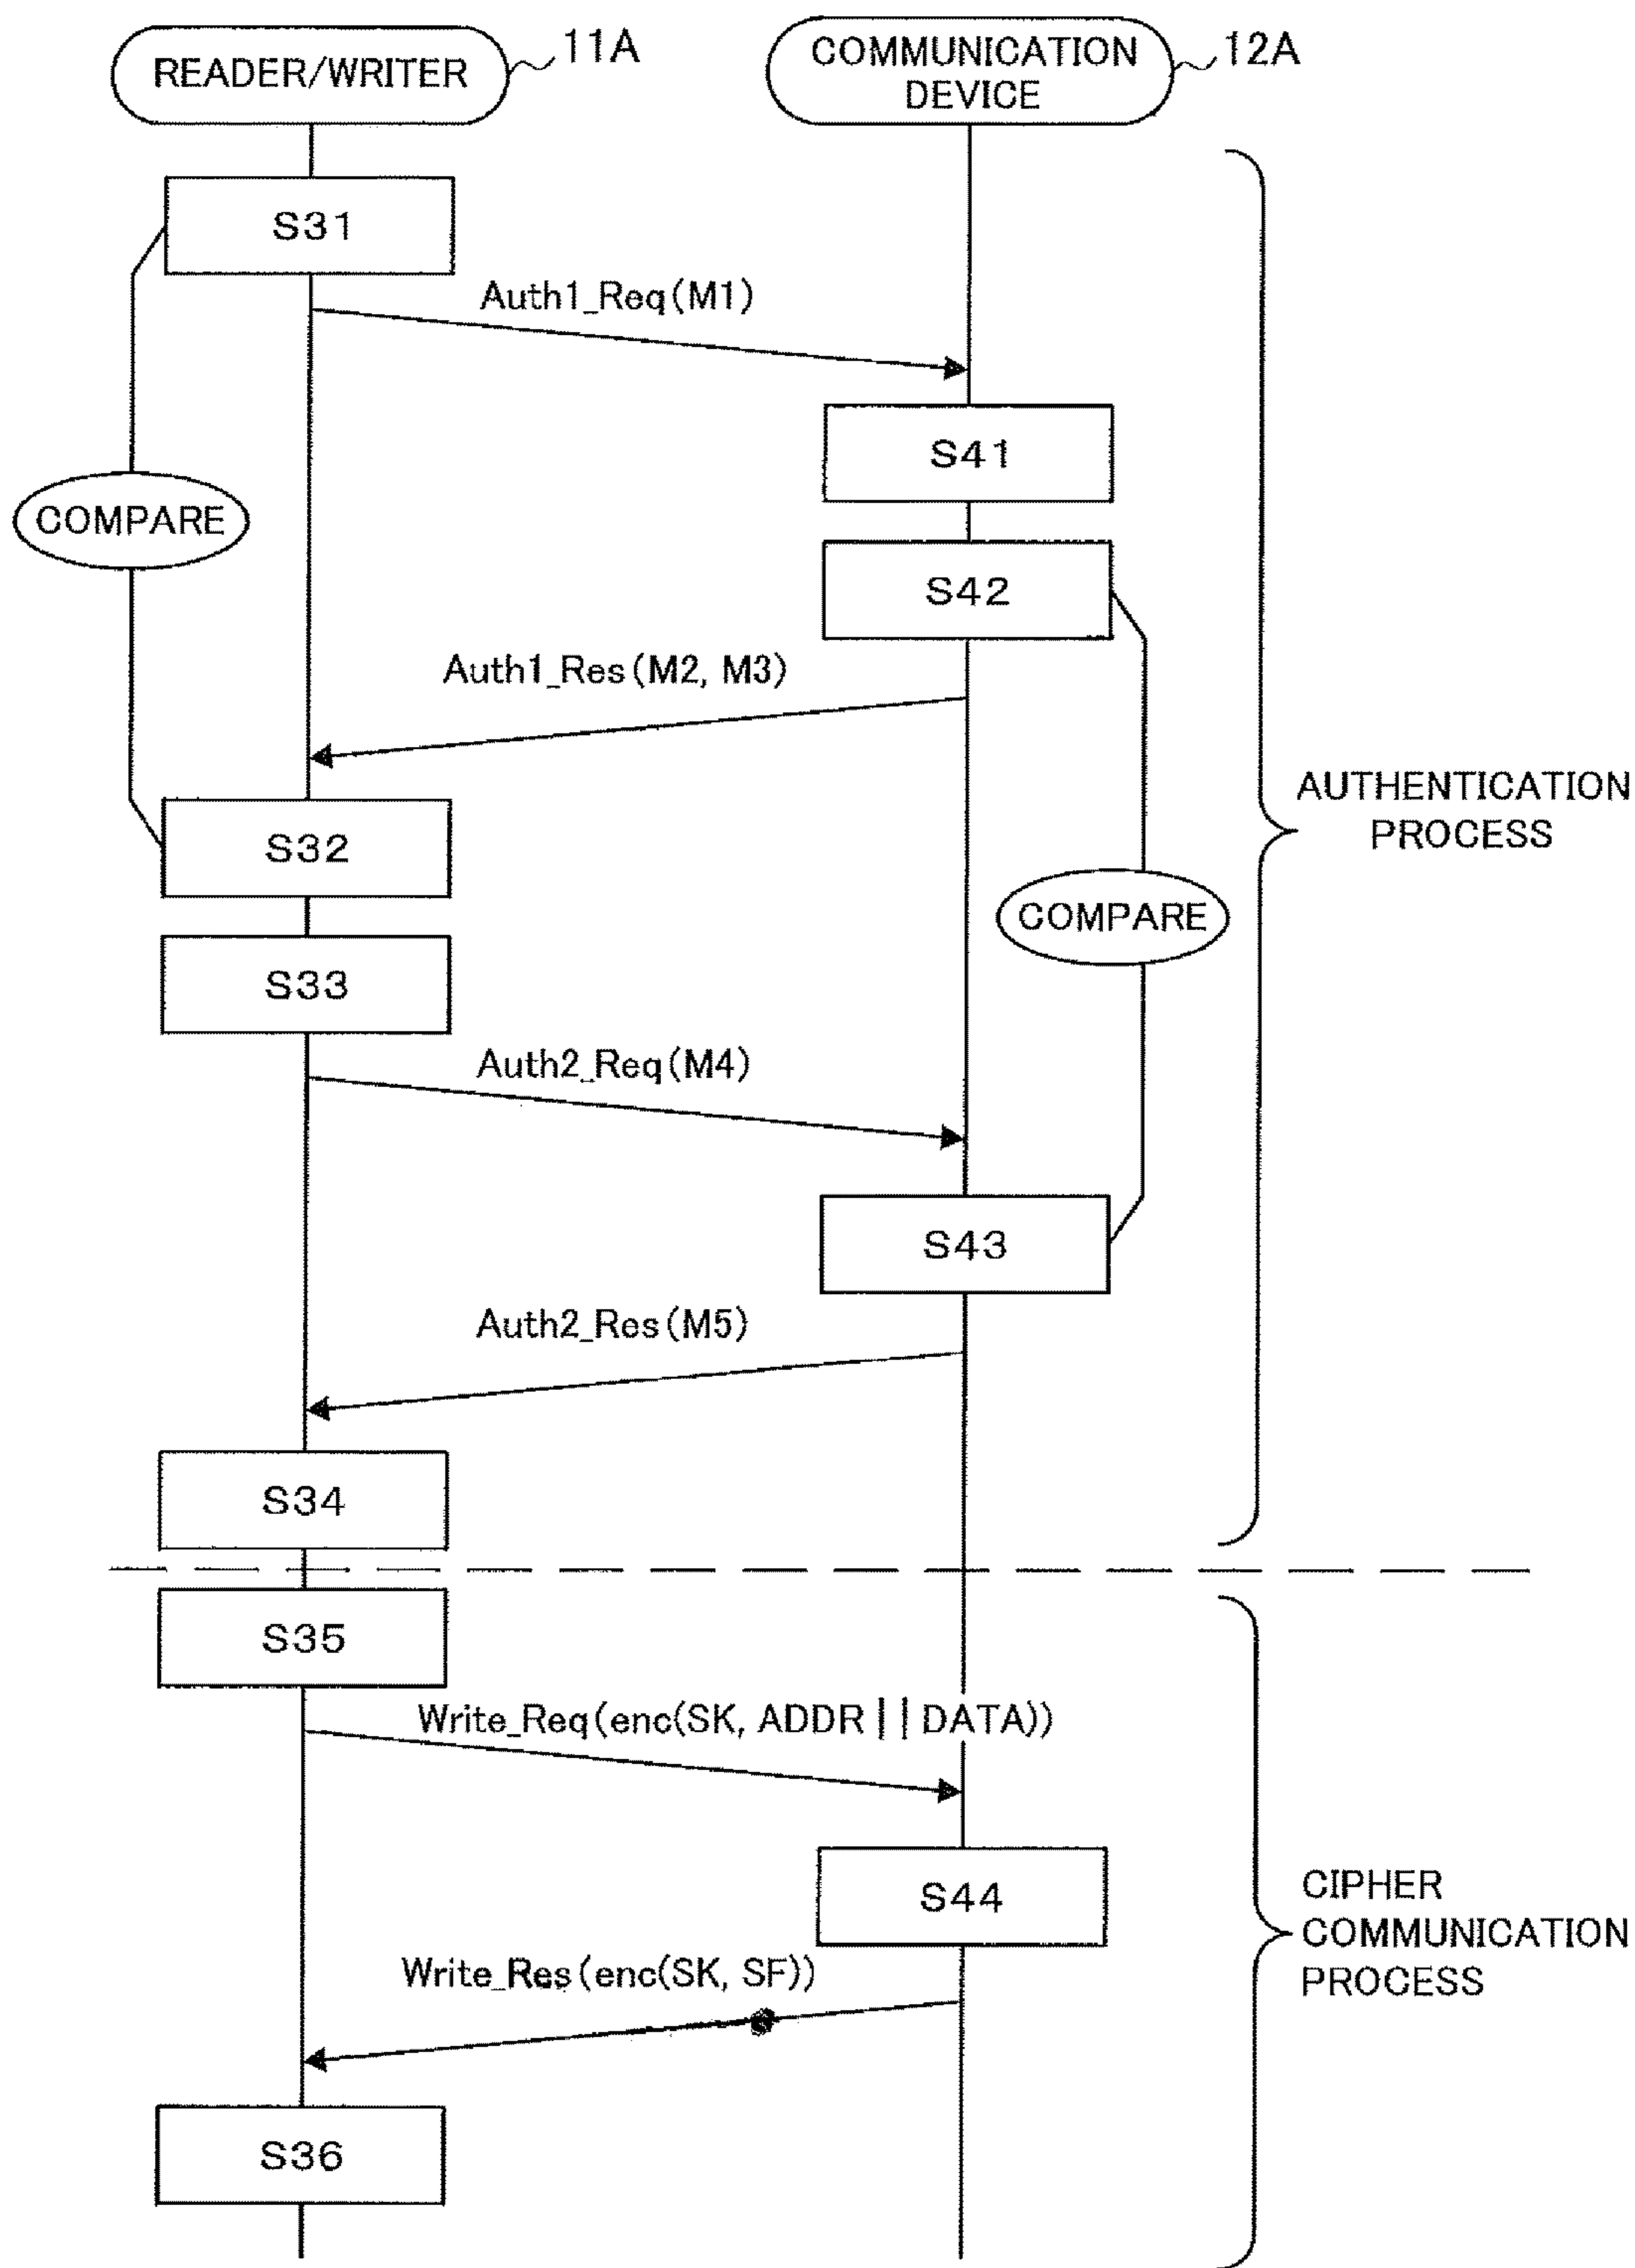 READER/WRITER
11A
COMMUNICATION
DEVICE
12A
S31
Auth1_Req(M1)
S41
COMPARE
S42
Auth1_Res(M2, M3)
AUTHENTICATION
PROCESS
S32
COMPARE
S33
Auth2_Req(M4)
S43
Auth2_Res(M5)
S34
S35
Write_Req(enc(SK, ADDR||DATA))
S44
CIPHER
COMMUNICATION
PROCESS
Write_Res(enc(SK, SF))
S36